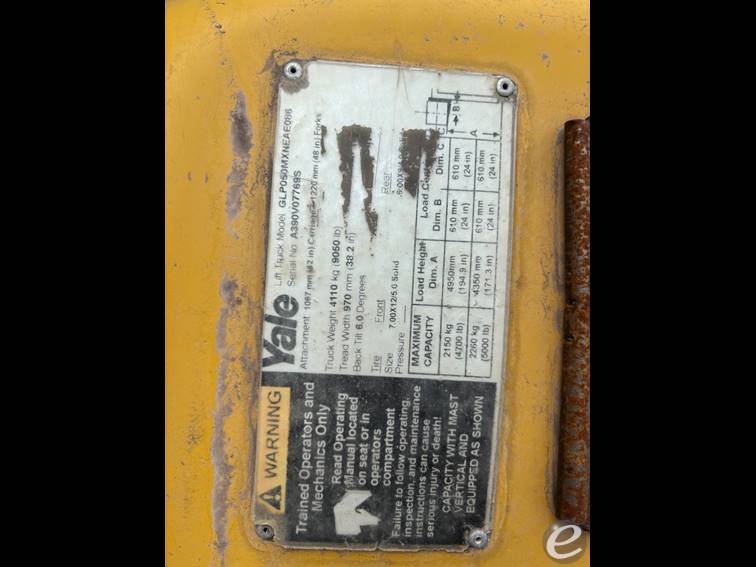 Yale Lift Truck Model GLP050MXNEAE086
Serial No A390V07769S
Attachment 1067 mm (42 in) Carriage 1220 mm (48 in) Forks
Truck Weight 4110 kg (9050 lb)
Tread Width 970 mm (38.2 in)
Back Tilt 6.0 Degrees
Tire Front Rear
Size 7.00X12/5.0 Solid
Pressure
MAXIMUM CAPACITY Load Height Dim. A Load Dim. B Dim. C
2150 kg 4950mm 610 mm 610 mm
(4700 lb) (194.9 in) (24 in) (24 in)
2260 kg 4350 mm 610 mm 610 mm
(5000 lb) (171.3 in) (24 in) (24 in)
A
B
C
WARNING
Trained Operators and
Mechanics Only
Read Operating
Manual located
on seat or in
operators
compartment
Failure to follow operating,
inspection, and maintenance
instructions can cause
serious injury or death!
CAPACITY WITH MAST
VERTICAL AND
EQUIPPED AS SHOWN
e